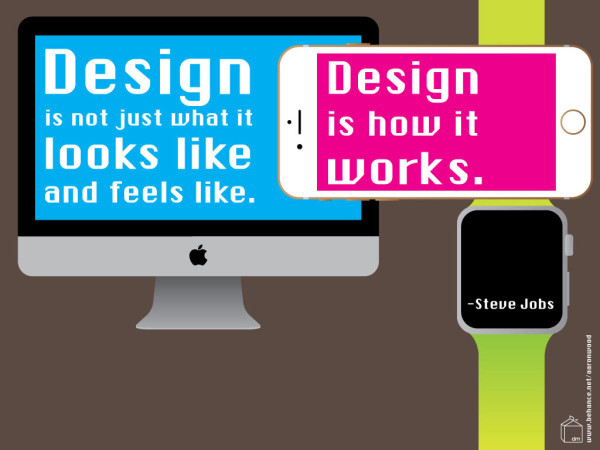 Design
is not just what it
looks like
and feels like.
Design
is how it
works.
-Steve Jobs
www.behance.net/aaronwood
dm